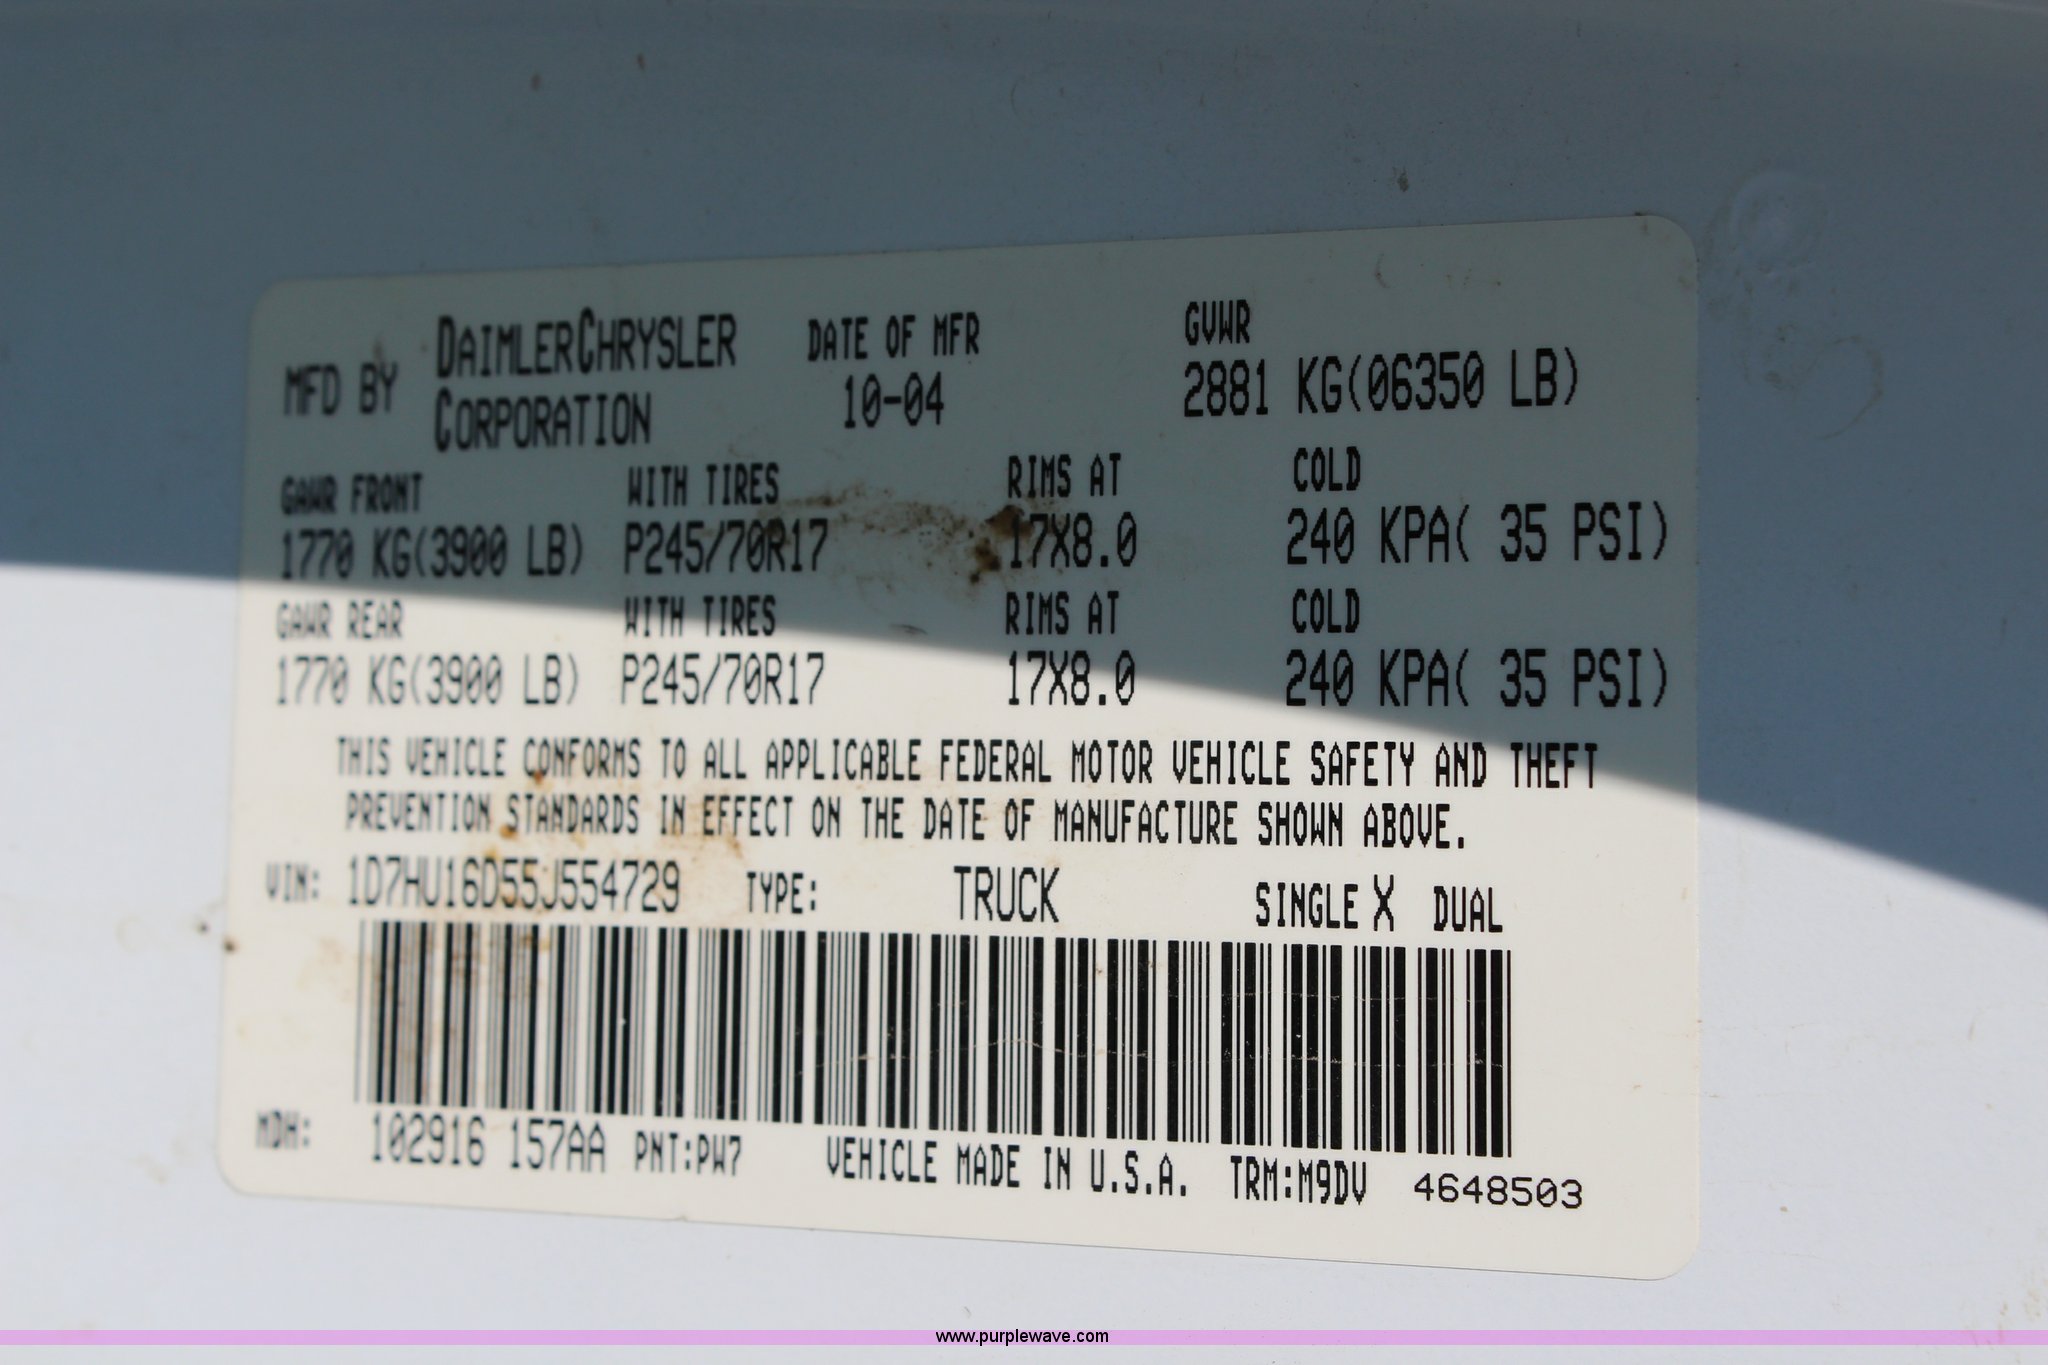 MFD BY DAIMLERCHRYSLER CORPORATION
DATE OF MFR
10-04
GVWR
2881 KG(06350 LB)
GAWR FRONT WITH TIRES RIMS AT COLD
1770 KG(3900 LB) P245/70R17 17X8.0 240 KPA( 35 PSI)
GAWR REAR WITH TIRES RIMS AT COLD
1770 KG(3900 LB) P245/70R17 17X8.0 240 KPA( 35 PSI)
THIS VEHICLE CONFORMS TO ALL APPLICABLE FEDERAL MOTOR VEHICLE SAFETY AND THEFT
PREVENTION STANDARDS IN EFFECT ON THE DATE OF MANUFACTURE SHOWN ABOVE.
VIN: 1D7HU16D55J554729 TYPE: TRUCK SINGLE X DUAL
MDH: 102916 157AA PNT:PW7 VEHICLE MADE IN U.S.A. TRM:M9DV 4648503
www.purplewave.com